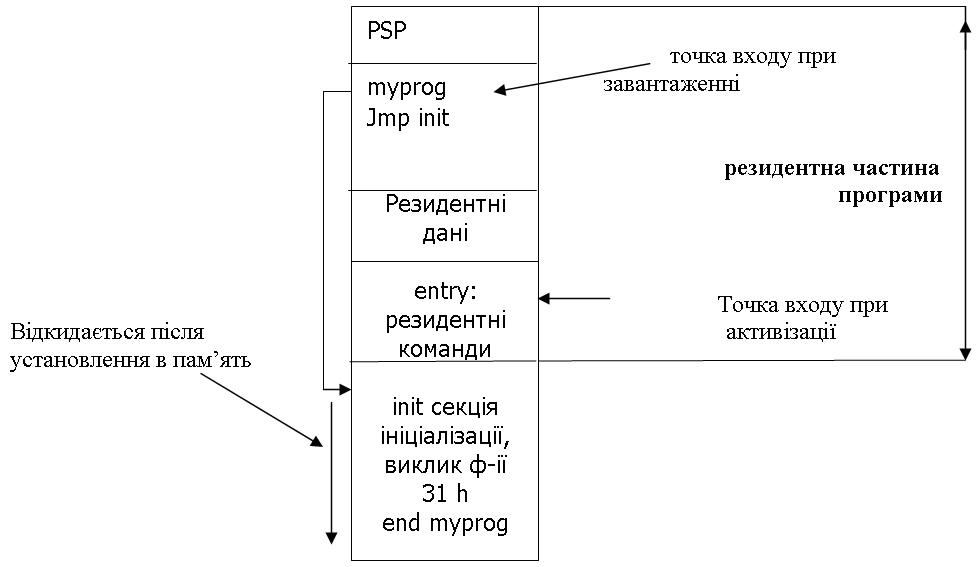 PSP
myprog
Jmp init
точка входу при
завантаженні
резидентна частина
програми
Резидентні
дані
entry:
резидентні
команди
Точка входу при
активізації
Відкидається після
установлення в пам’ять
init секція
ініціалізації,
виклик ф-ії
31 h
end myprog